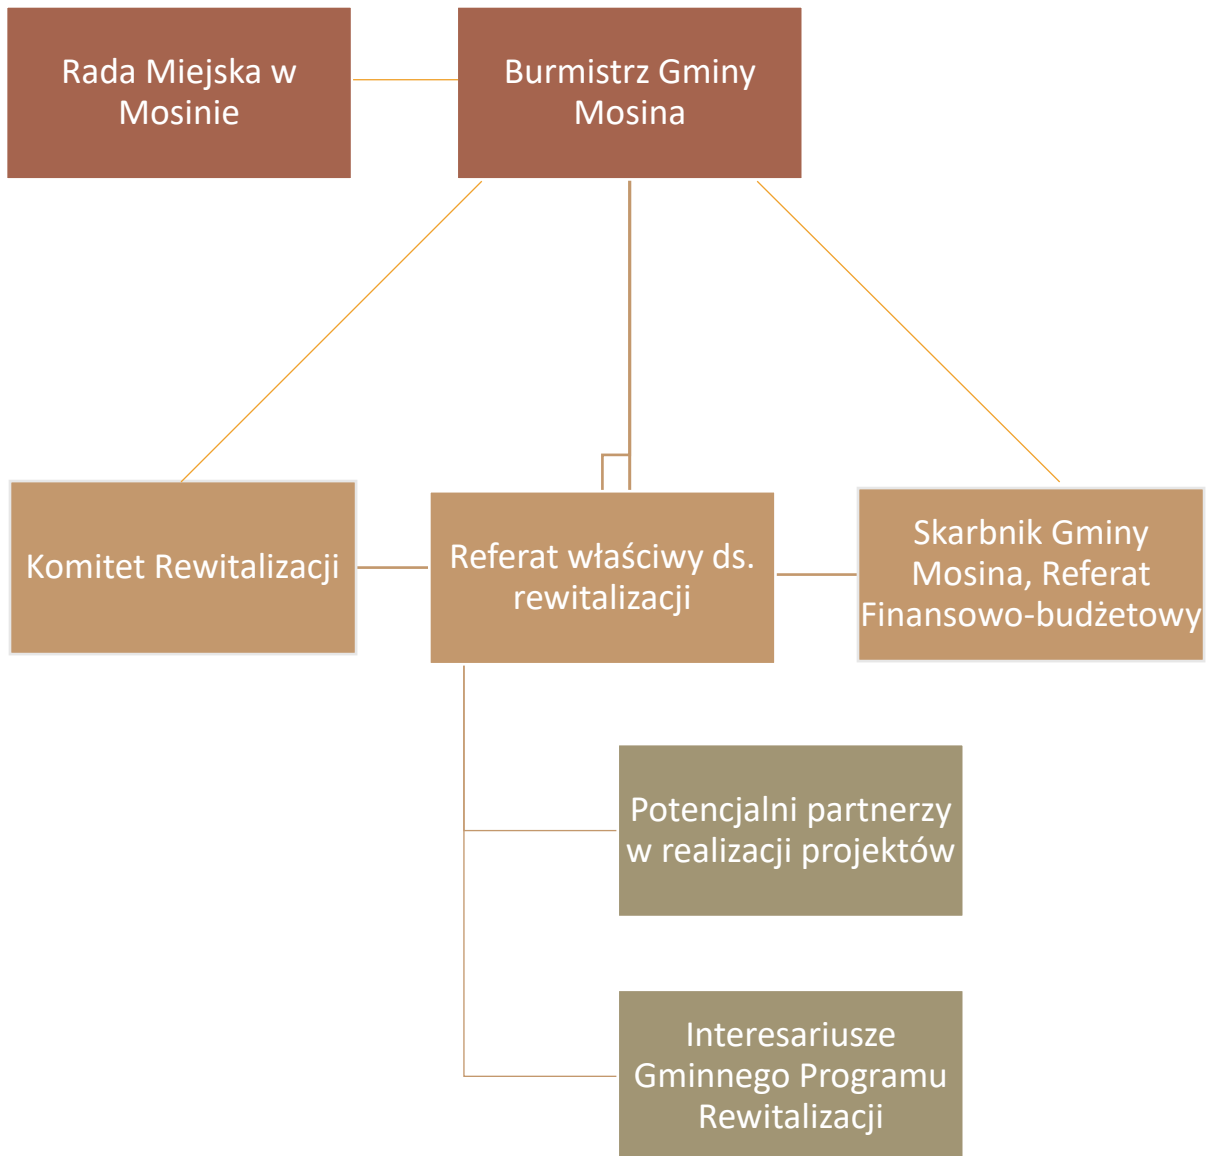 Rada Miejska w
Mosinie
Burmistrz Gminy
Mosina
Komitet Rewitalizacji
Referat właściwy ds.
rewitalizacji
Skarbnik Gminy
Mosina, Referat
Finansowo-budżetowy
Potencjalni partnerzy
w realizacji projektów
Interesariusze
Gminnego Programu
Rewitalizacji